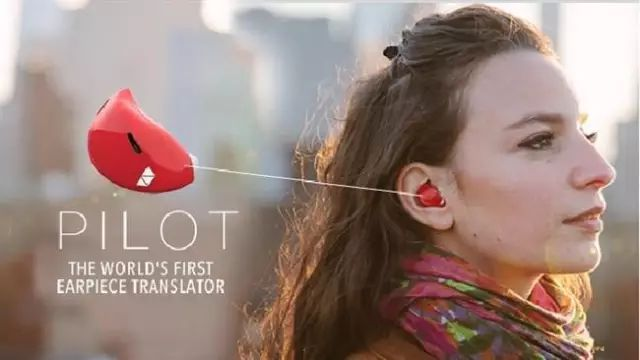 PILOT
THE WORLD'S FIRST
EARPIECE TRANSLATOR